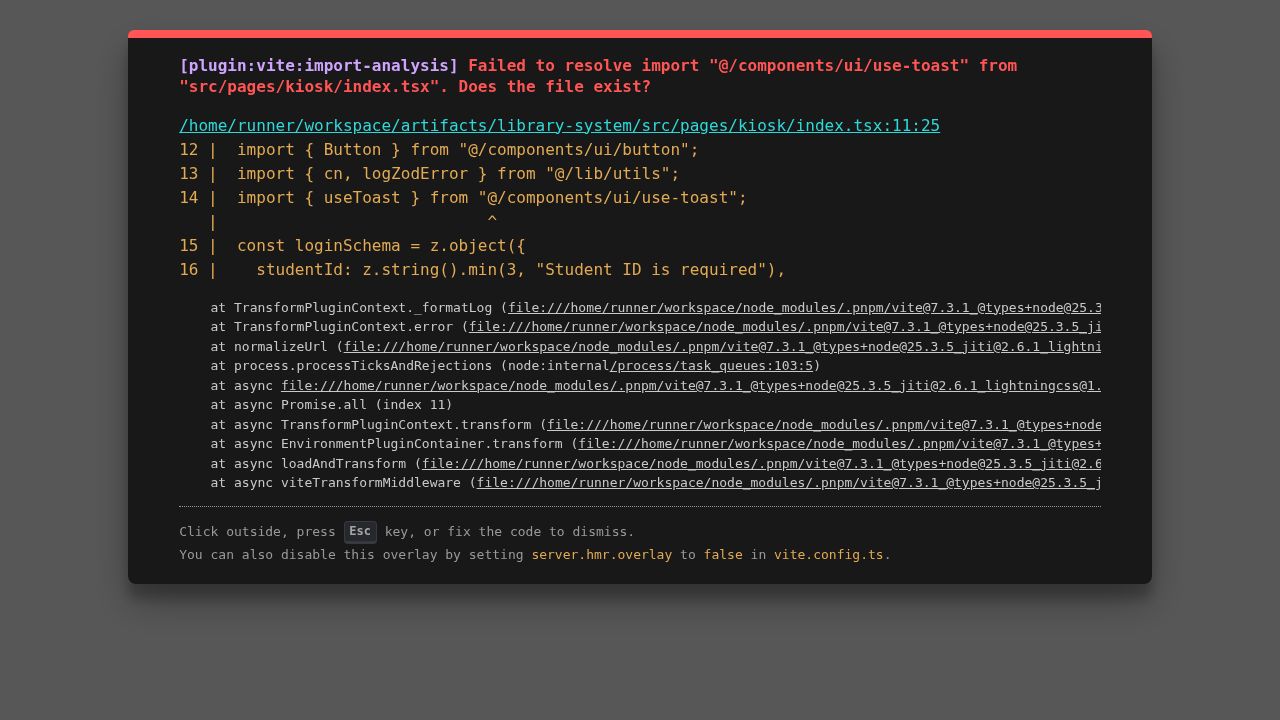 [plugin:vite:import-analysis] Failed to resolve import "@/components/ui/use-toast" from
"src/pages/kiosk/index.tsx". Does the file exist?
/home/runner/workspace/artifacts/library-system/src/pages/kiosk/index.tsx:11:25
12 |  import { Button } from "@/components/ui/button";
13 |  import { cn, logZodError } from "@/lib/utils";
14 |  import { useToast } from "@/components/ui/use-toast";
   |                            ^
15 |  const loginSchema = z.object({
16 |    studentId: z.string().min(3, "Student ID is required"),
    at TransformPluginContext._formatLog (file:///home/runner/workspace/node_modules/.pnpm/vite@7.3.1_@types+node@25.3
    at TransformPluginContext.error (file:///home/runner/workspace/node_modules/.pnpm/vite@7.3.1_@types+node@25.3.5_ji
    at normalizeUrl (file:///home/runner/workspace/node_modules/.pnpm/vite@7.3.1_@types+node@25.3.5_jiti@2.6.1_lightni
    at process.processTicksAndRejections (node:internal/process/task_queues:103:5)
    at async file:///home/runner/workspace/node_modules/.pnpm/vite@7.3.1_@types+node@25.3.5_jiti@2.6.1_lightningcss@1.
    at async Promise.all (index 11)
    at async TransformPluginContext.transform (file:///home/runner/workspace/node_modules/.pnpm/vite@7.3.1_@types+node
    at async EnvironmentPluginContainer.transform (file:///home/runner/workspace/node_modules/.pnpm/vite@7.3.1_@types+
    at async loadAndTransform (file:///home/runner/workspace/node_modules/.pnpm/vite@7.3.1_@types+node@25.3.5_jiti@2.6
    at async viteTransformMiddleware (file:///home/runner/workspace/node_modules/.pnpm/vite@7.3.1_@types+node@25.3.5_j
Click outside, press Esc key, or fix the code to dismiss.
You can also disable this overlay by setting server.hmr.overlay to false in vite.config.ts.